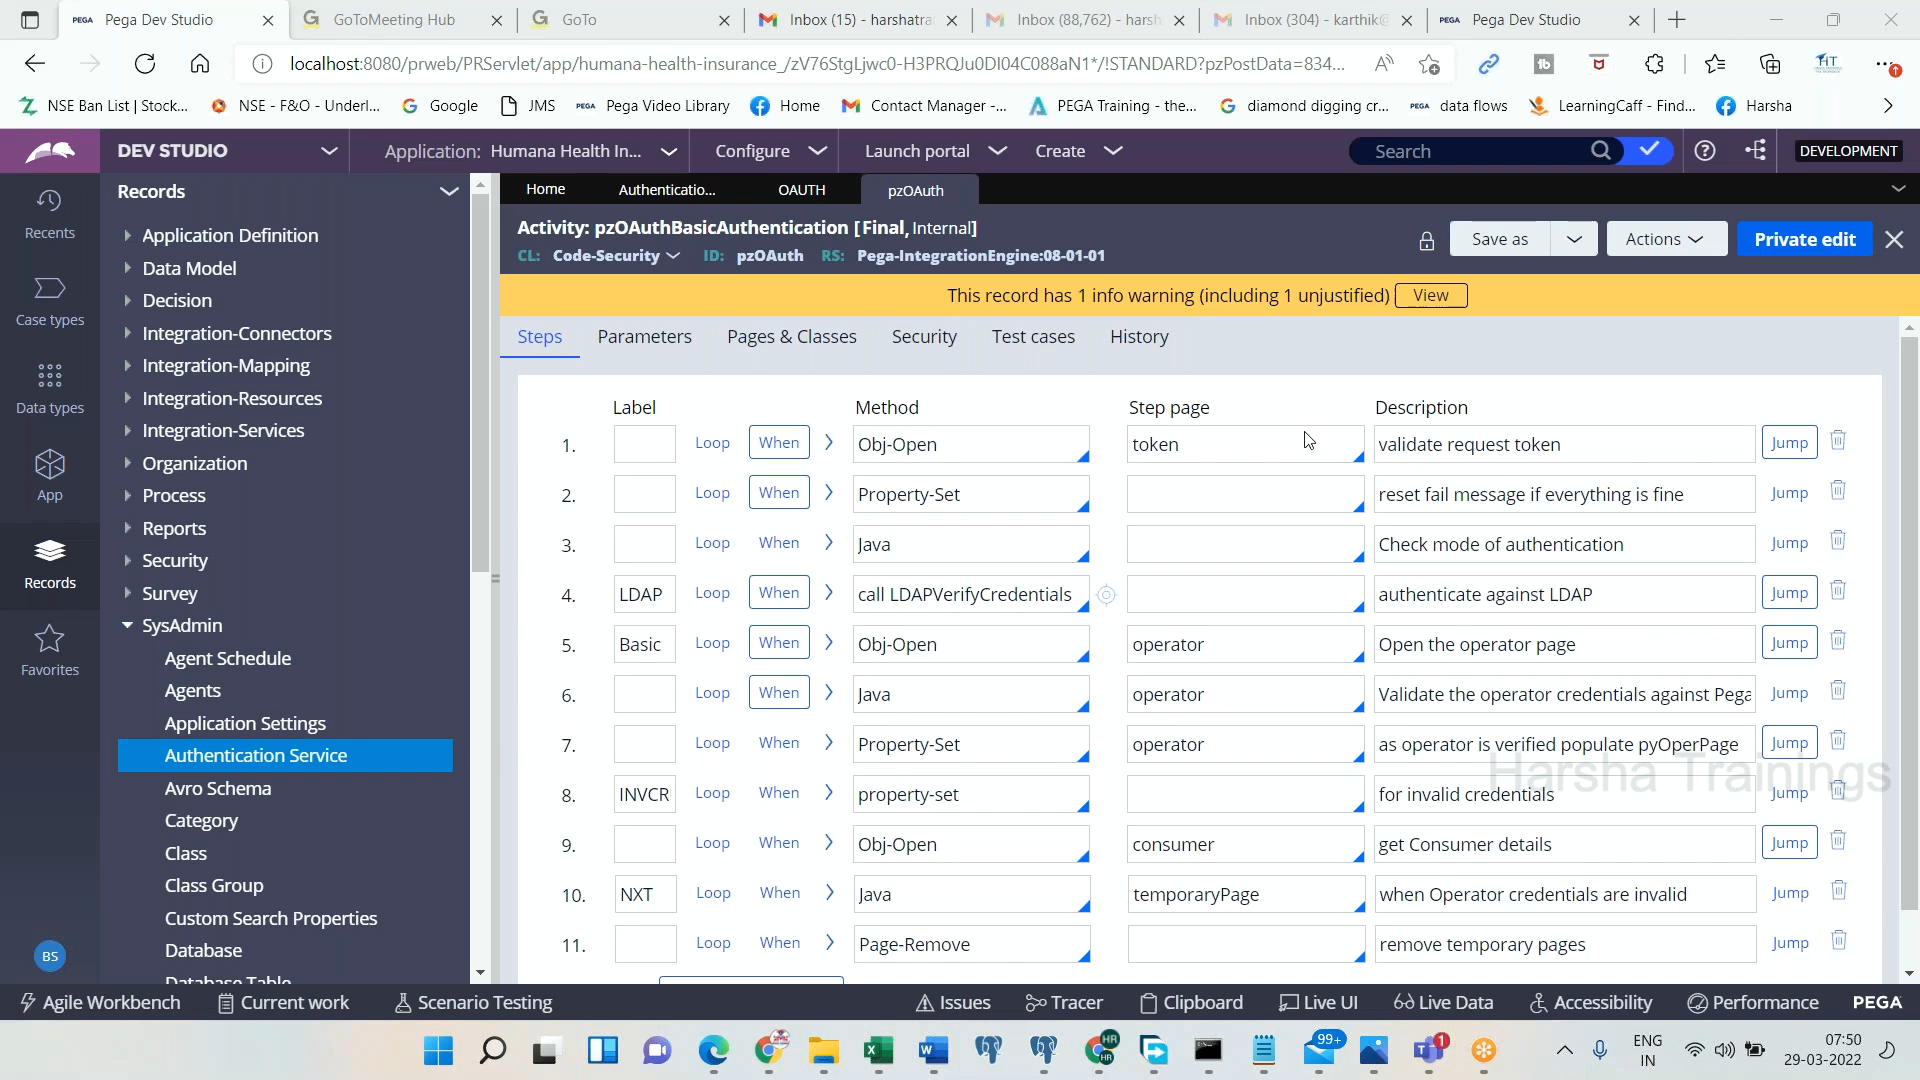 PEGA Pega Dev Studio
GoToMeeting Hub
GoTo
Inbox (15) - harshatra
Inbox (88,762) - harsh
Inbox (304) - karthik@
PEGA Pega Dev Studio
localhost:8080/prweb/PRServlet/app/humana-health-insurance_/zV76StgLjwc0-H3PRQJu0DI04C088aN1*/!STANDARD?pzPostData=834...
NSE Ban List | Stock...
NSE - F&O - Underl...
Google
JMS
PEGA Pega Video Library
Home
Contact Manager -...
PEGA Training - the...
diamond digging cr...
PEGA data flows
LearningCaff - Find...
Harsha
DEV STUDIO
Application: Humana Health In...
Configure
Launch portal
Create
Search
DEVELOPMENT
Recents
Case types
Data types
App
Records
Favorites
BS
Records
Application Definition
Data Model
Decision
Integration-Connectors
Integration-Mapping
Integration-Resources
Integration-Services
Organization
Process
Reports
Security
Survey
SysAdmin
Agent Schedule
Agents
Application Settings
Authentication Service
Avro Schema
Category
Class
Class Group
Custom Search Properties
Database
Database Table
Home
Authenticatio...
OAUTH
pzOAuth
Activity: pzOAuthBasicAuthentication [Final, Internal]
CL: Code-Security ID: pzOAuth RS: Pega-IntegrationEngine:08-01-01
Save as
Actions
Private edit
This record has 1 info warning (including 1 unjustified) View
Steps Parameters Pages & Classes Security Test cases History
Label Method Step page Description
1. Loop When Obj-Open token validate request token Jump
2. Loop When Property-Set reset fail message if everything is fine Jump
3. Loop When Java Check mode of authentication Jump
4. LDAP Loop When call LDAPVerifyCredentials authenticate against LDAP Jump
5. Basic Loop When Obj-Open operator Open the operator page Jump
6. Loop When Java operator Validate the operator credentials against Pega Jump
7. Loop When Property-Set operator as operator is verified populate pyOperPage Jump
Harsha Trainings
8. INVCR Loop When property-set for invalid credentials Jump
9. Loop When Obj-Open consumer get Consumer details Jump
10. NXT Loop When Java temporaryPage when Operator credentials are invalid Jump
11. Loop When Page-Remove remove temporary pages Jump
Agile Workbench Current work Scenario Testing Issues Tracer Clipboard Live UI Live Data Accessibility Performance PEGA
HR
HR
99+
1
ENG
IN
07:50
29-03-2022